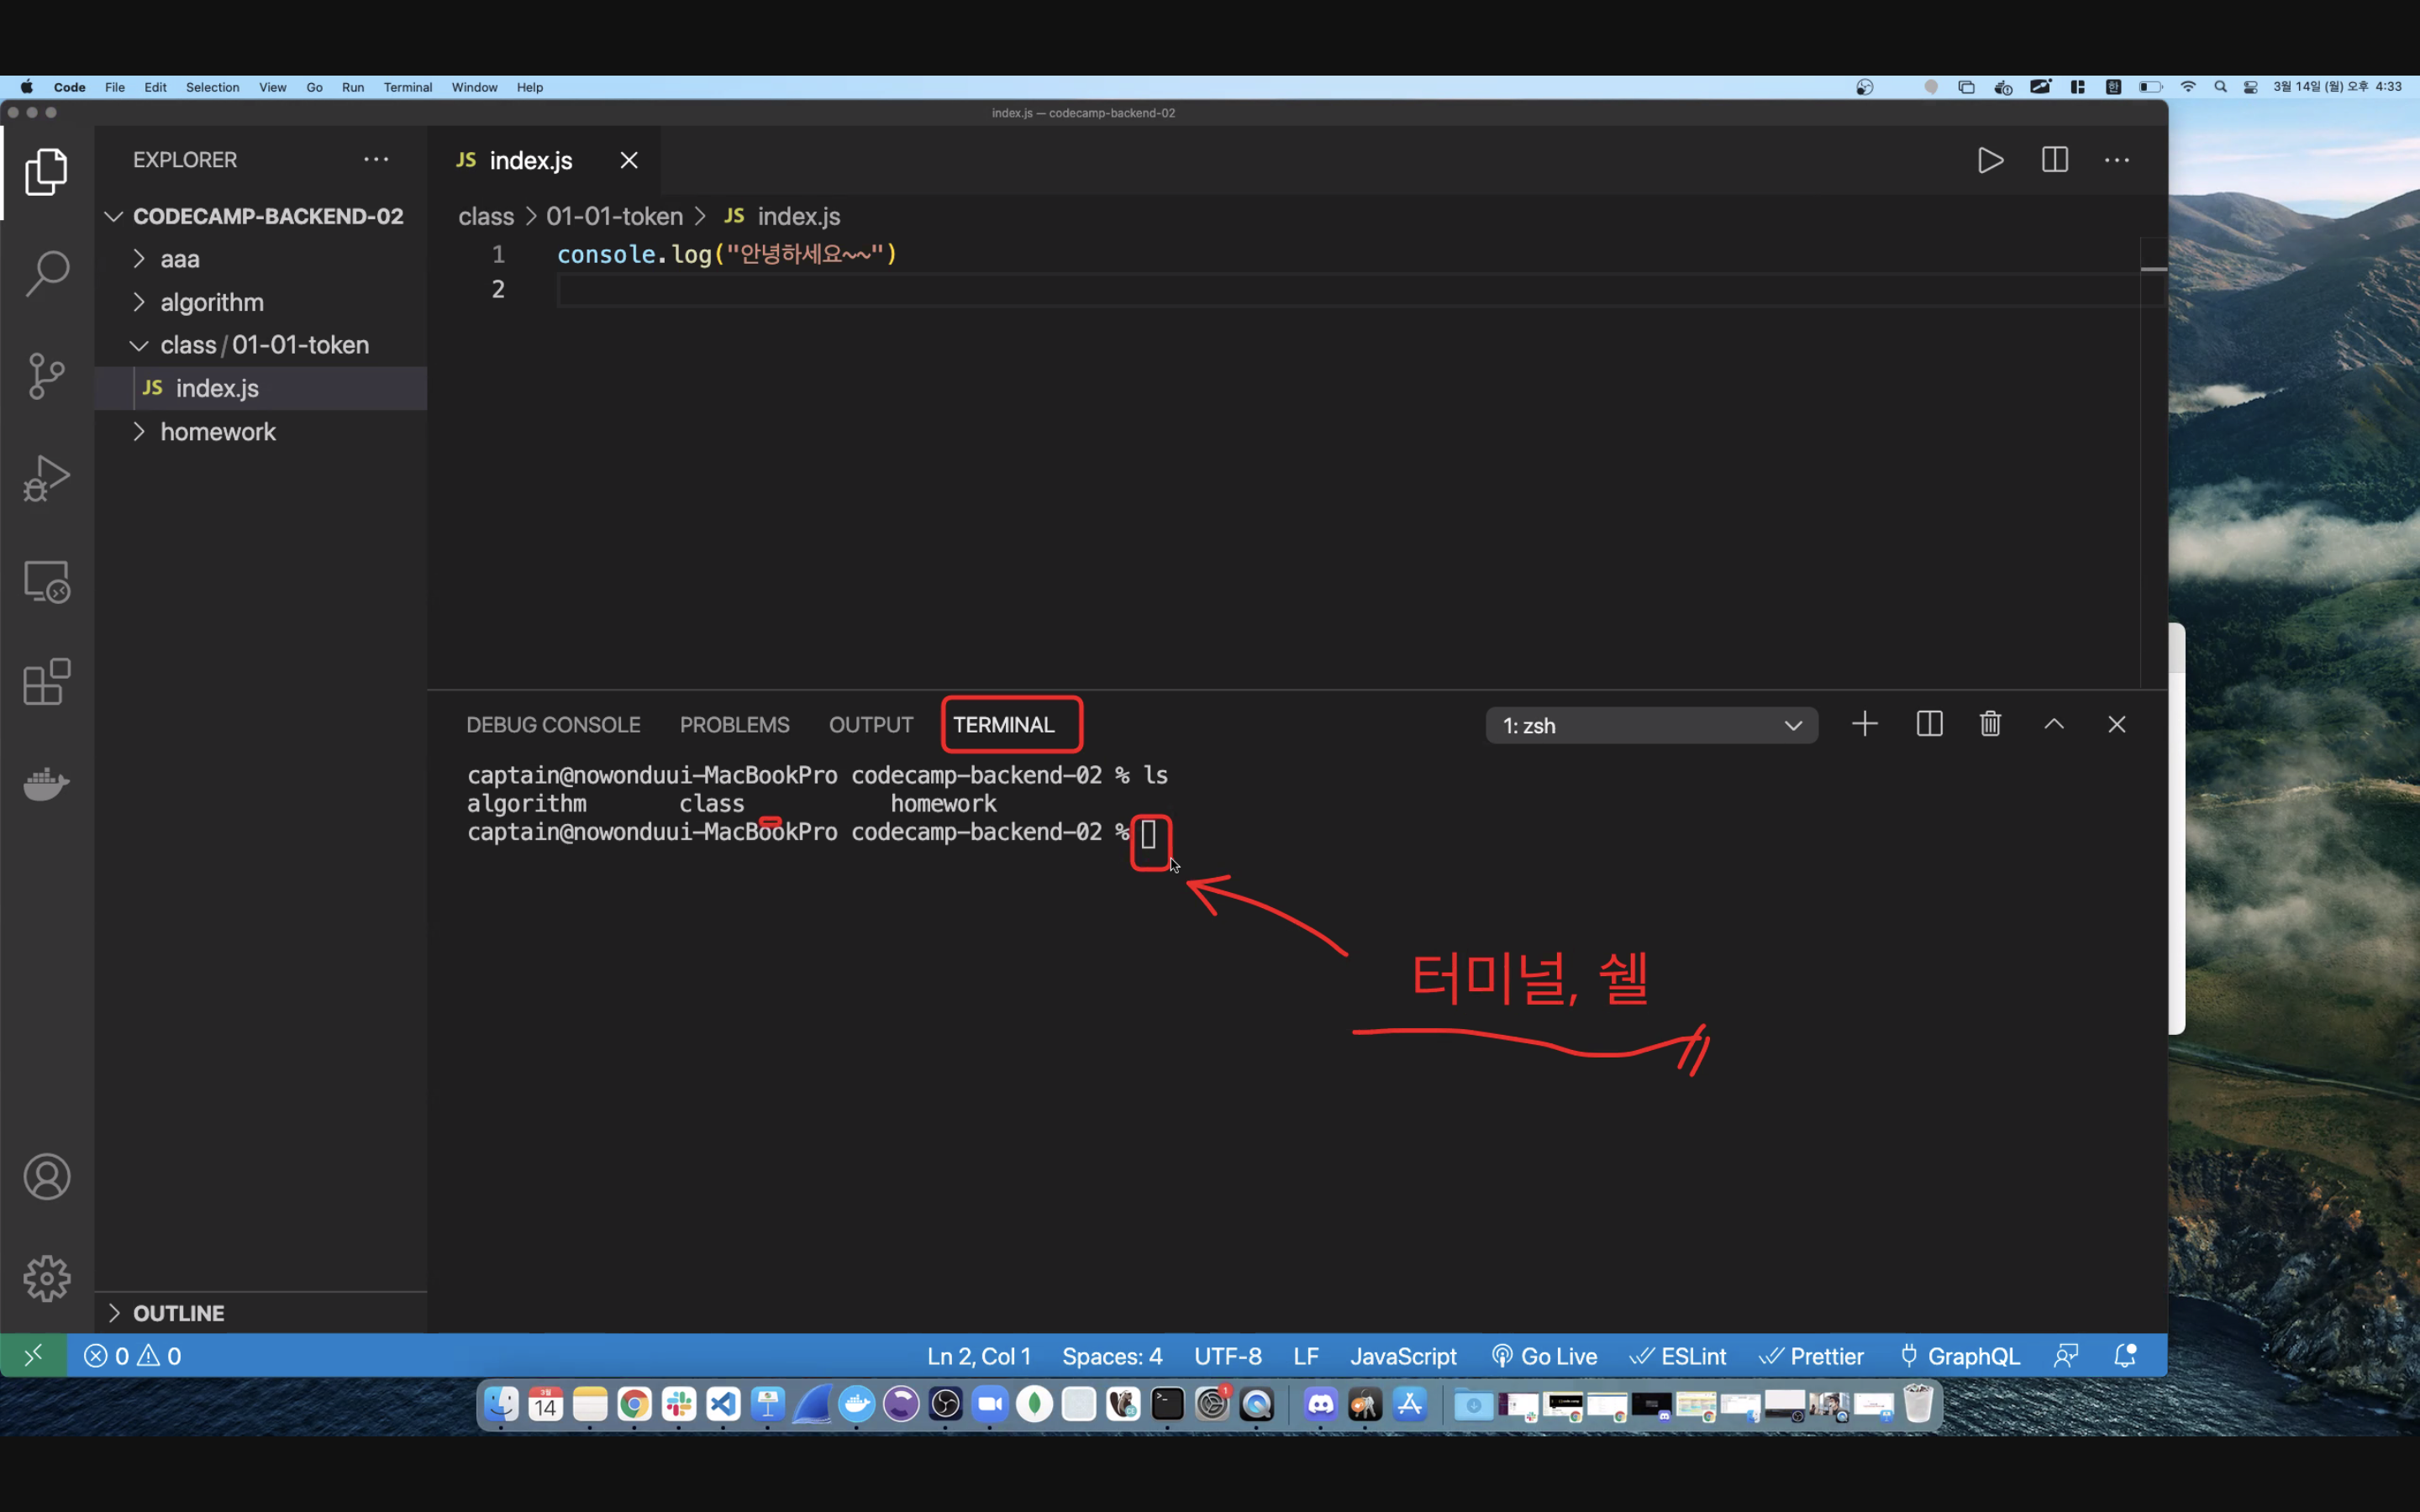 Code File Edit Selection View Go Run Terminal Window Help 3월 14일 (월) 오후 4:33
index.js — codecamp-backend-02
EXPLORER
JS index.js
CODECAMP-BACKEND-02
aaa
algorithm
class / 01-01-token
JS index.js
homework
class > 01-01-token > JS index.js
1 console.log("안녕하세요~~")
2
DEBUG CONSOLE PROBLEMS OUTPUT TERMINAL 1: zsh
captain@nowonduui-MacBookPro codecamp-backend-02 % ls
algorithm class homework
captain@nowonduui-MacBookPro codecamp-backend-02 %
터미널, 쉘
OUTLINE
0 0 Ln 2, Col 1 Spaces: 4 UTF-8 LF JavaScript Go Live ESLint Prettier GraphQL
3월
14
1